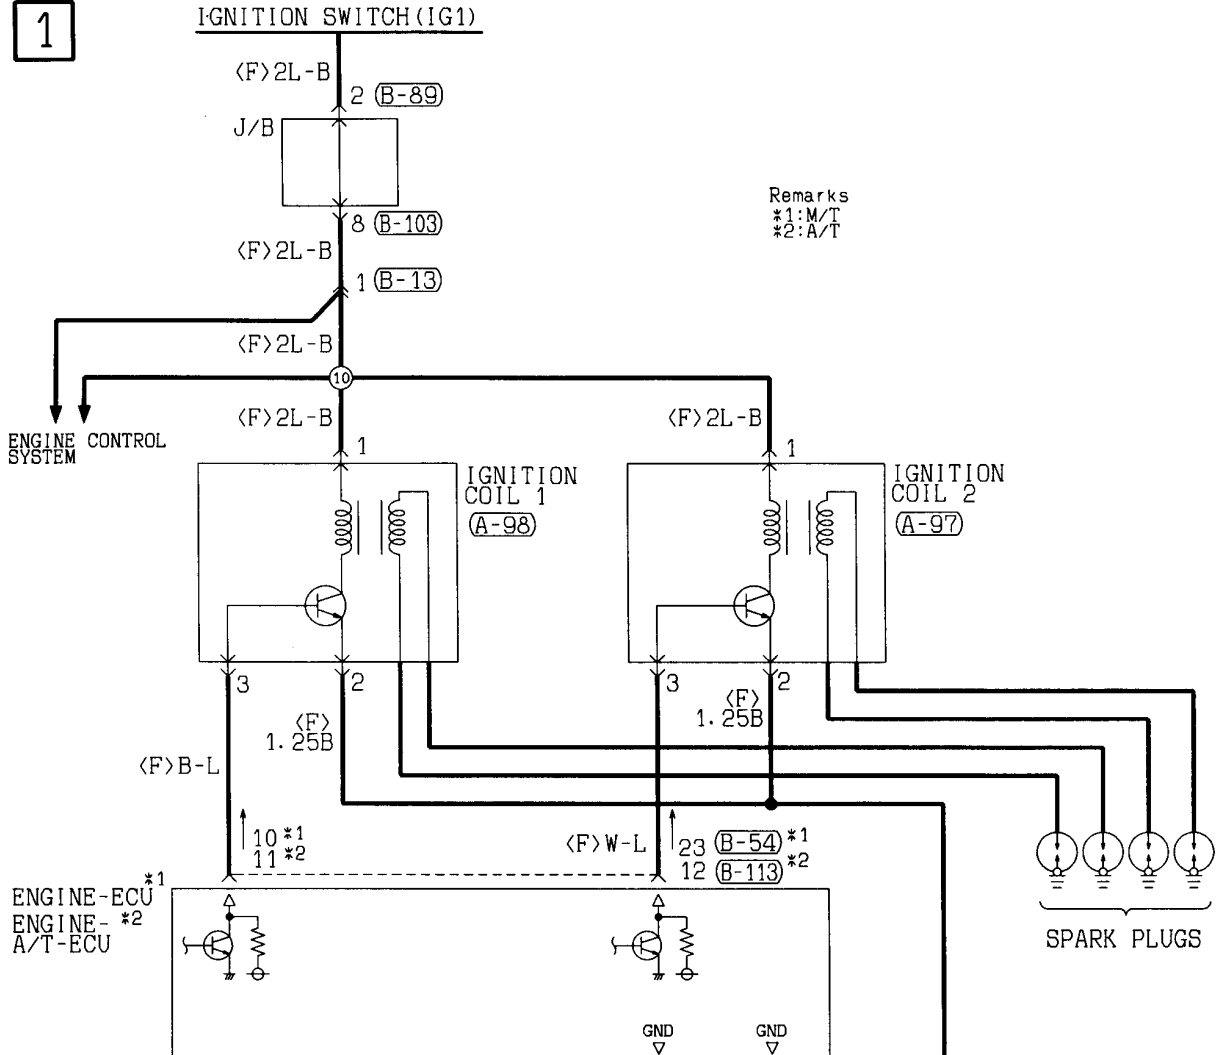 1
IGNITION SWITCH(IG1)
<F>2L-B
2 B-89
J/B
Remarks
*1:M/T
*2:A/T
8 B-103
<F>2L-B
1 B-13
<F>2L-B
10
<F>2L-B
<F>2L-B
ENGINE CONTROL
SYSTEM
1
1
IGNITION
COIL 1
A-98
IGNITION
COIL 2
A-97
3
2
3
2
<F>
1.25B
<F>
1.25B
<F>B-L
10 *1
11 *2
<F>W-L
23 B-54 *1
12 B-113 *2
ENGINE-ECU *1
ENGINE- *2
A/T-ECU
SPARK PLUGS
GND
GND